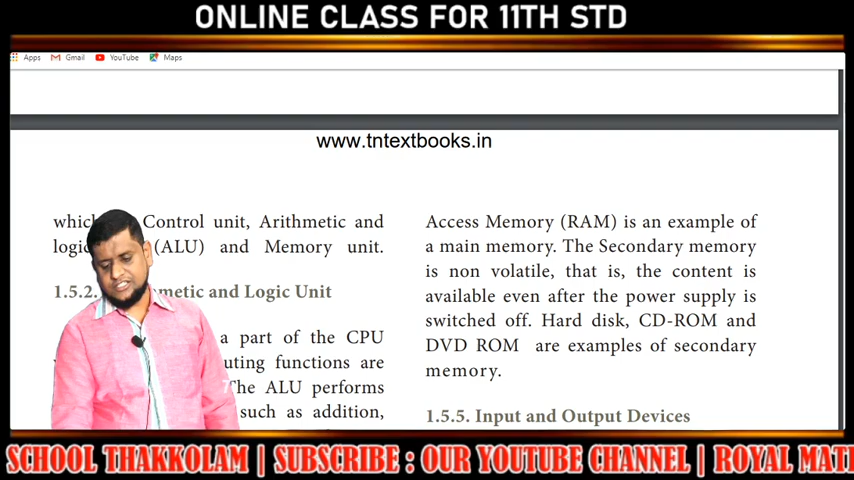 ONLINE CLASS FOR 11TH STD
Apps Gmail YouTube Maps
www.tntextbooks.in
Control unit, Arithmetic and
(ALU) and Memory unit.
1.5.2. and Logic Unit
a part of the CPU
functions are
The ALU performs
such as addition,
Access Memory (RAM) is an example of
a main memory. The Secondary memory
is non volatile, that is, the content is
available even after the power supply is
switched off. Hard disk, CD-ROM and
DVD ROM are examples of secondary
memory.
1.5.5. Input and Output Devices
SCHOOL THAKKOLAM | SUBSCRIBE : OUR YOUTUBE CHANNEL | ROYAL